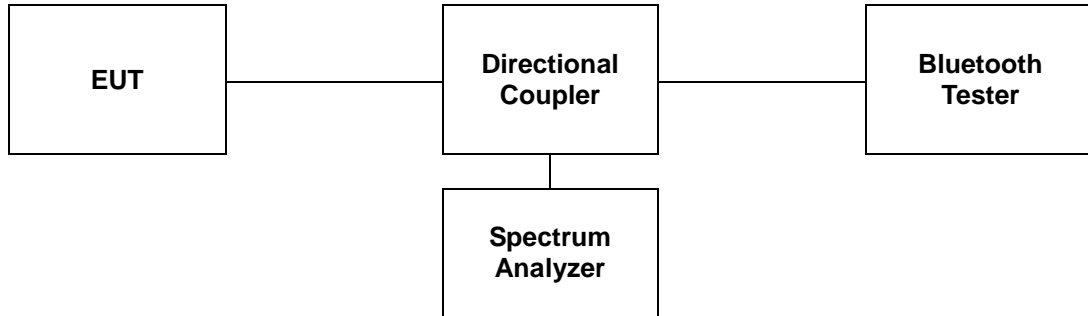 EUT
Directional
Coupler
Bluetooth
Tester
Spectrum
Analyzer